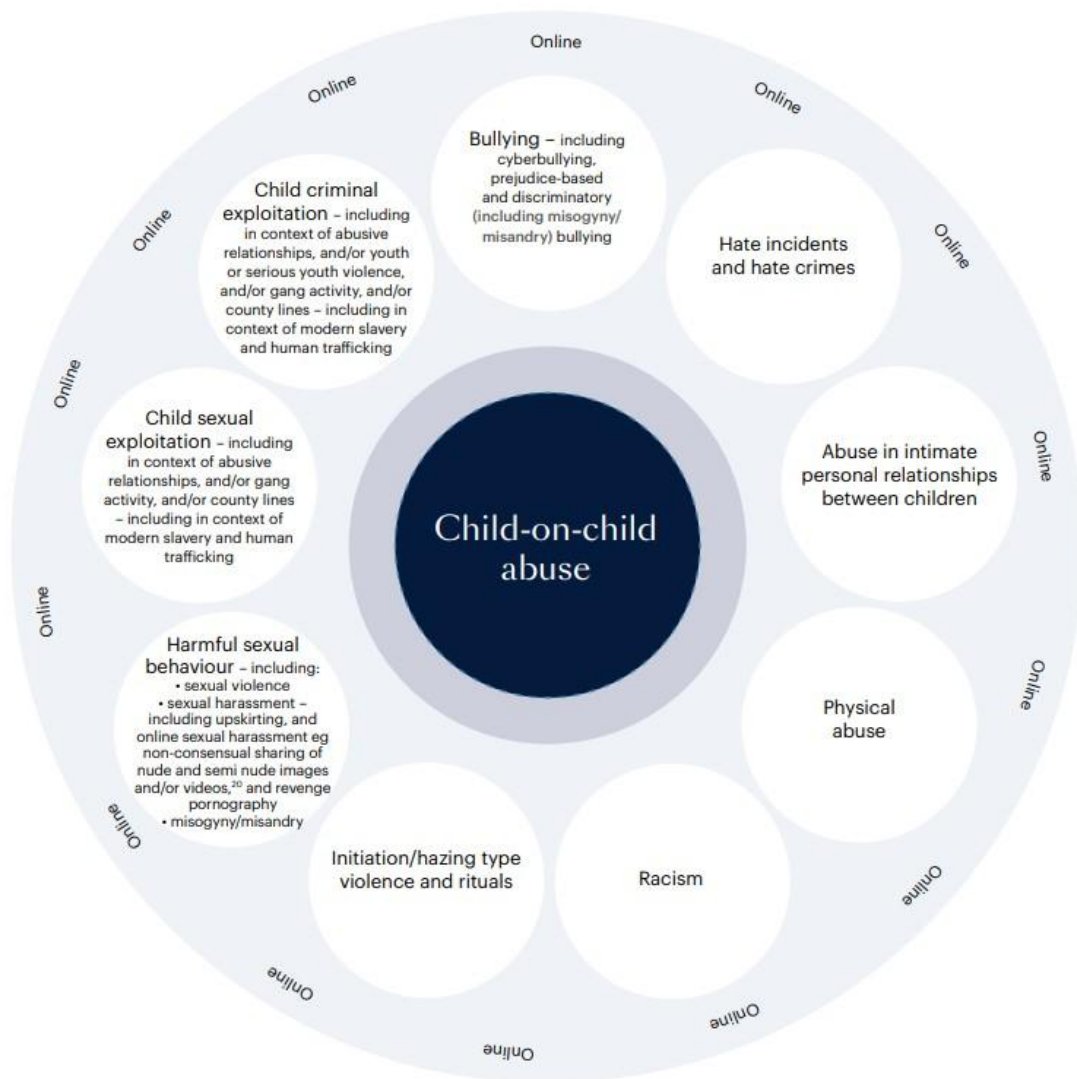 Online
Online
Online
Online
Online
Online
Online
Online
Online
Online
Online
Online
Online
Online
Bullying – including
cyberbullying,
prejudice-based
and discriminatory
(including misogyny/
misandry) bullying
Hate incidents
and hate crimes
Abuse in intimate
personal relationships
between children
Physical
abuse
Racism
Initiation/hazing type
violence and rituals
Harmful sexual
behaviour – including:
• sexual violence
• sexual harassment –
including upskirting, and
online sexual harassment eg
non-consensual sharing of
nude and semi nude images
and/or videos,²⁰ and revenge
pornography
• misogyny/misandry
Child sexual
exploitation – including
in context of abusive
relationships, and/or gang
activity, and/or county lines
– including in context of
modern slavery and human
trafficking
Child criminal
exploitation – including
in context of abusive
relationships, and/or youth
or serious youth violence,
and/or gang activity, and/or
county lines – including in
context of modern slavery
and human trafficking
Child-on-child
abuse